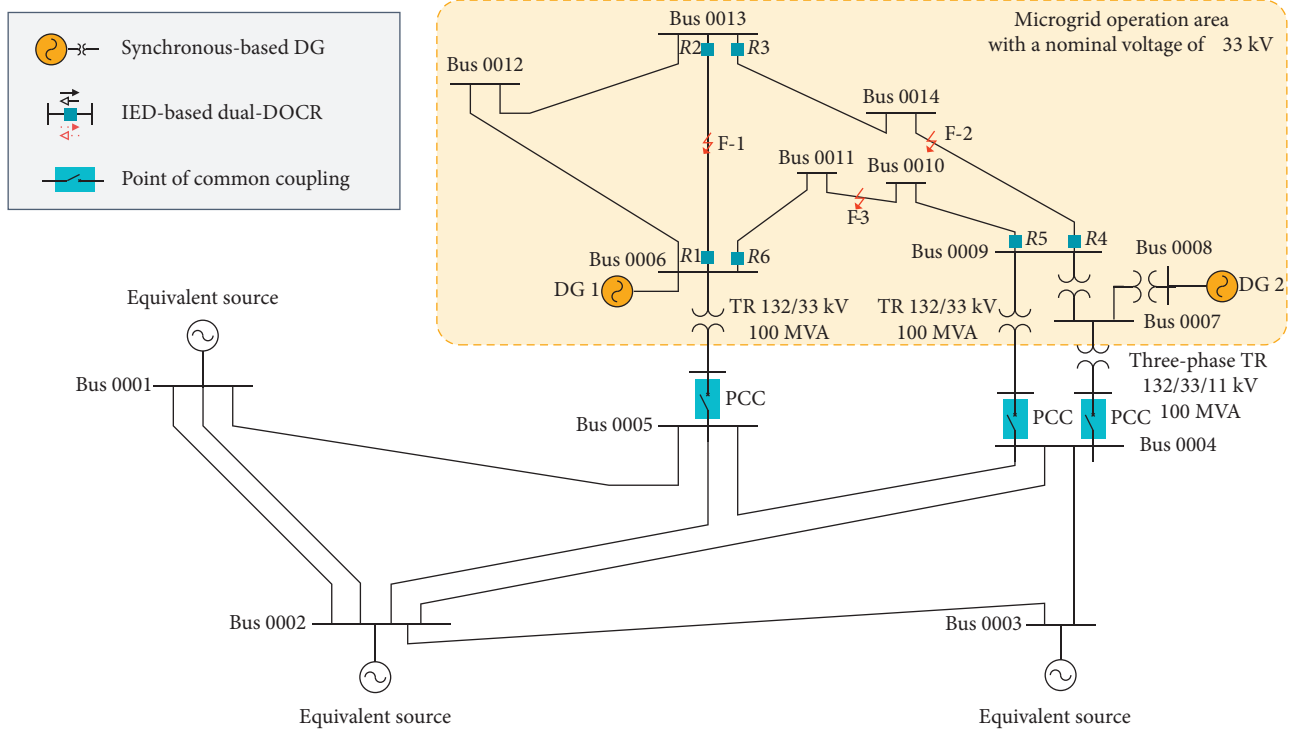 Synchronous-based DG
IED-based dual-DOCR
Point of common coupling
Microgrid operation area
with a nominal voltage of 33 kV
Bus 0013
R2
R3
Bus 0012
Bus 0014
F-1
F-2
Bus 0011
Bus 0010
F-3
Bus 0006
R1
R6
R5
R4
Bus 0009
Bus 0008
DG 1
DG 2
TR 132/33 kV
100 MVA
TR 132/33 kV
100 MVA
Bus 0007
Equivalent source
Three-phase TR
132/33/11 kV
100 MVA
Bus 0001
PCC
PCC
PCC
Bus 0005
Bus 0004
Bus 0002
Bus 0003
Equivalent source
Equivalent source